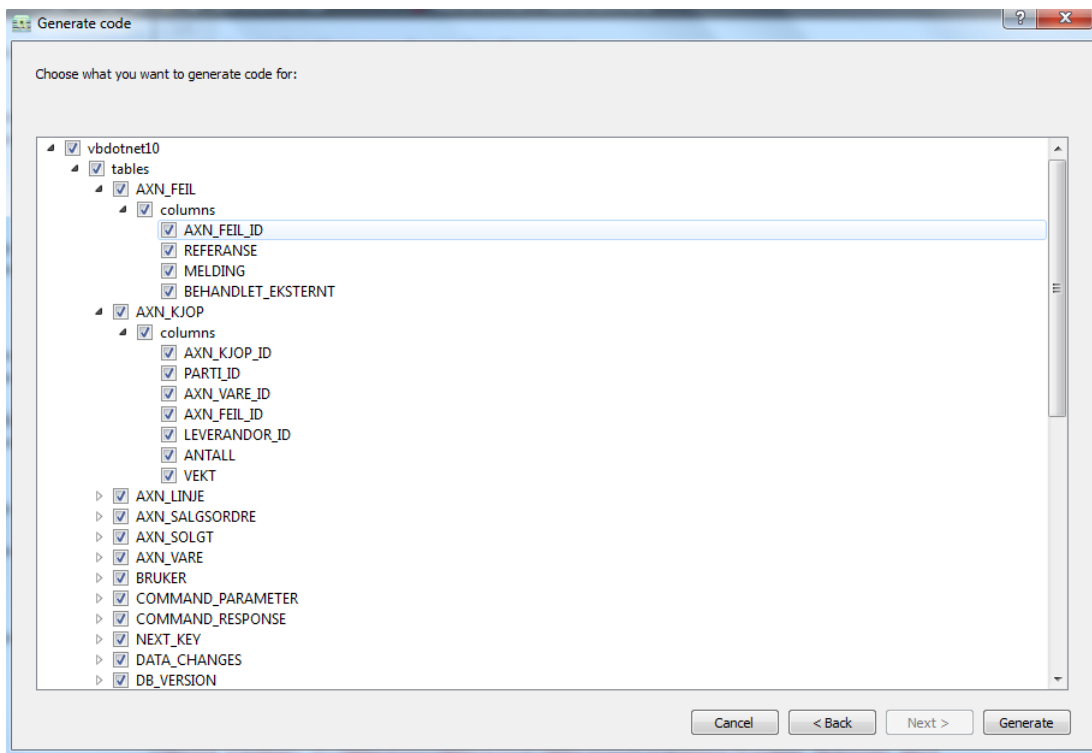 Generate code
Choose what you want to generate code for:
vbdotnet10
tables
AXN_FEIL
columns
AXN_FEIL_ID
REFERANSE
MELDING
BEHANDLET_EKSTERNT
AXN_KJOP
columns
AXN_KJOP_ID
PARTI_ID
AXN_VARE_ID
AXN_FEIL_ID
LEVERANDOR_ID
ANTALL
VEKT
AXN_LINJE
AXN_SALGSORDRE
AXN_SOLGT
AXN_VARE
BRUKER
COMMAND_PARAMETER
COMMAND_RESPONSE
NEXT_KEY
DATA_CHANGES
DB_VERSION
Cancel < Back Next > Generate